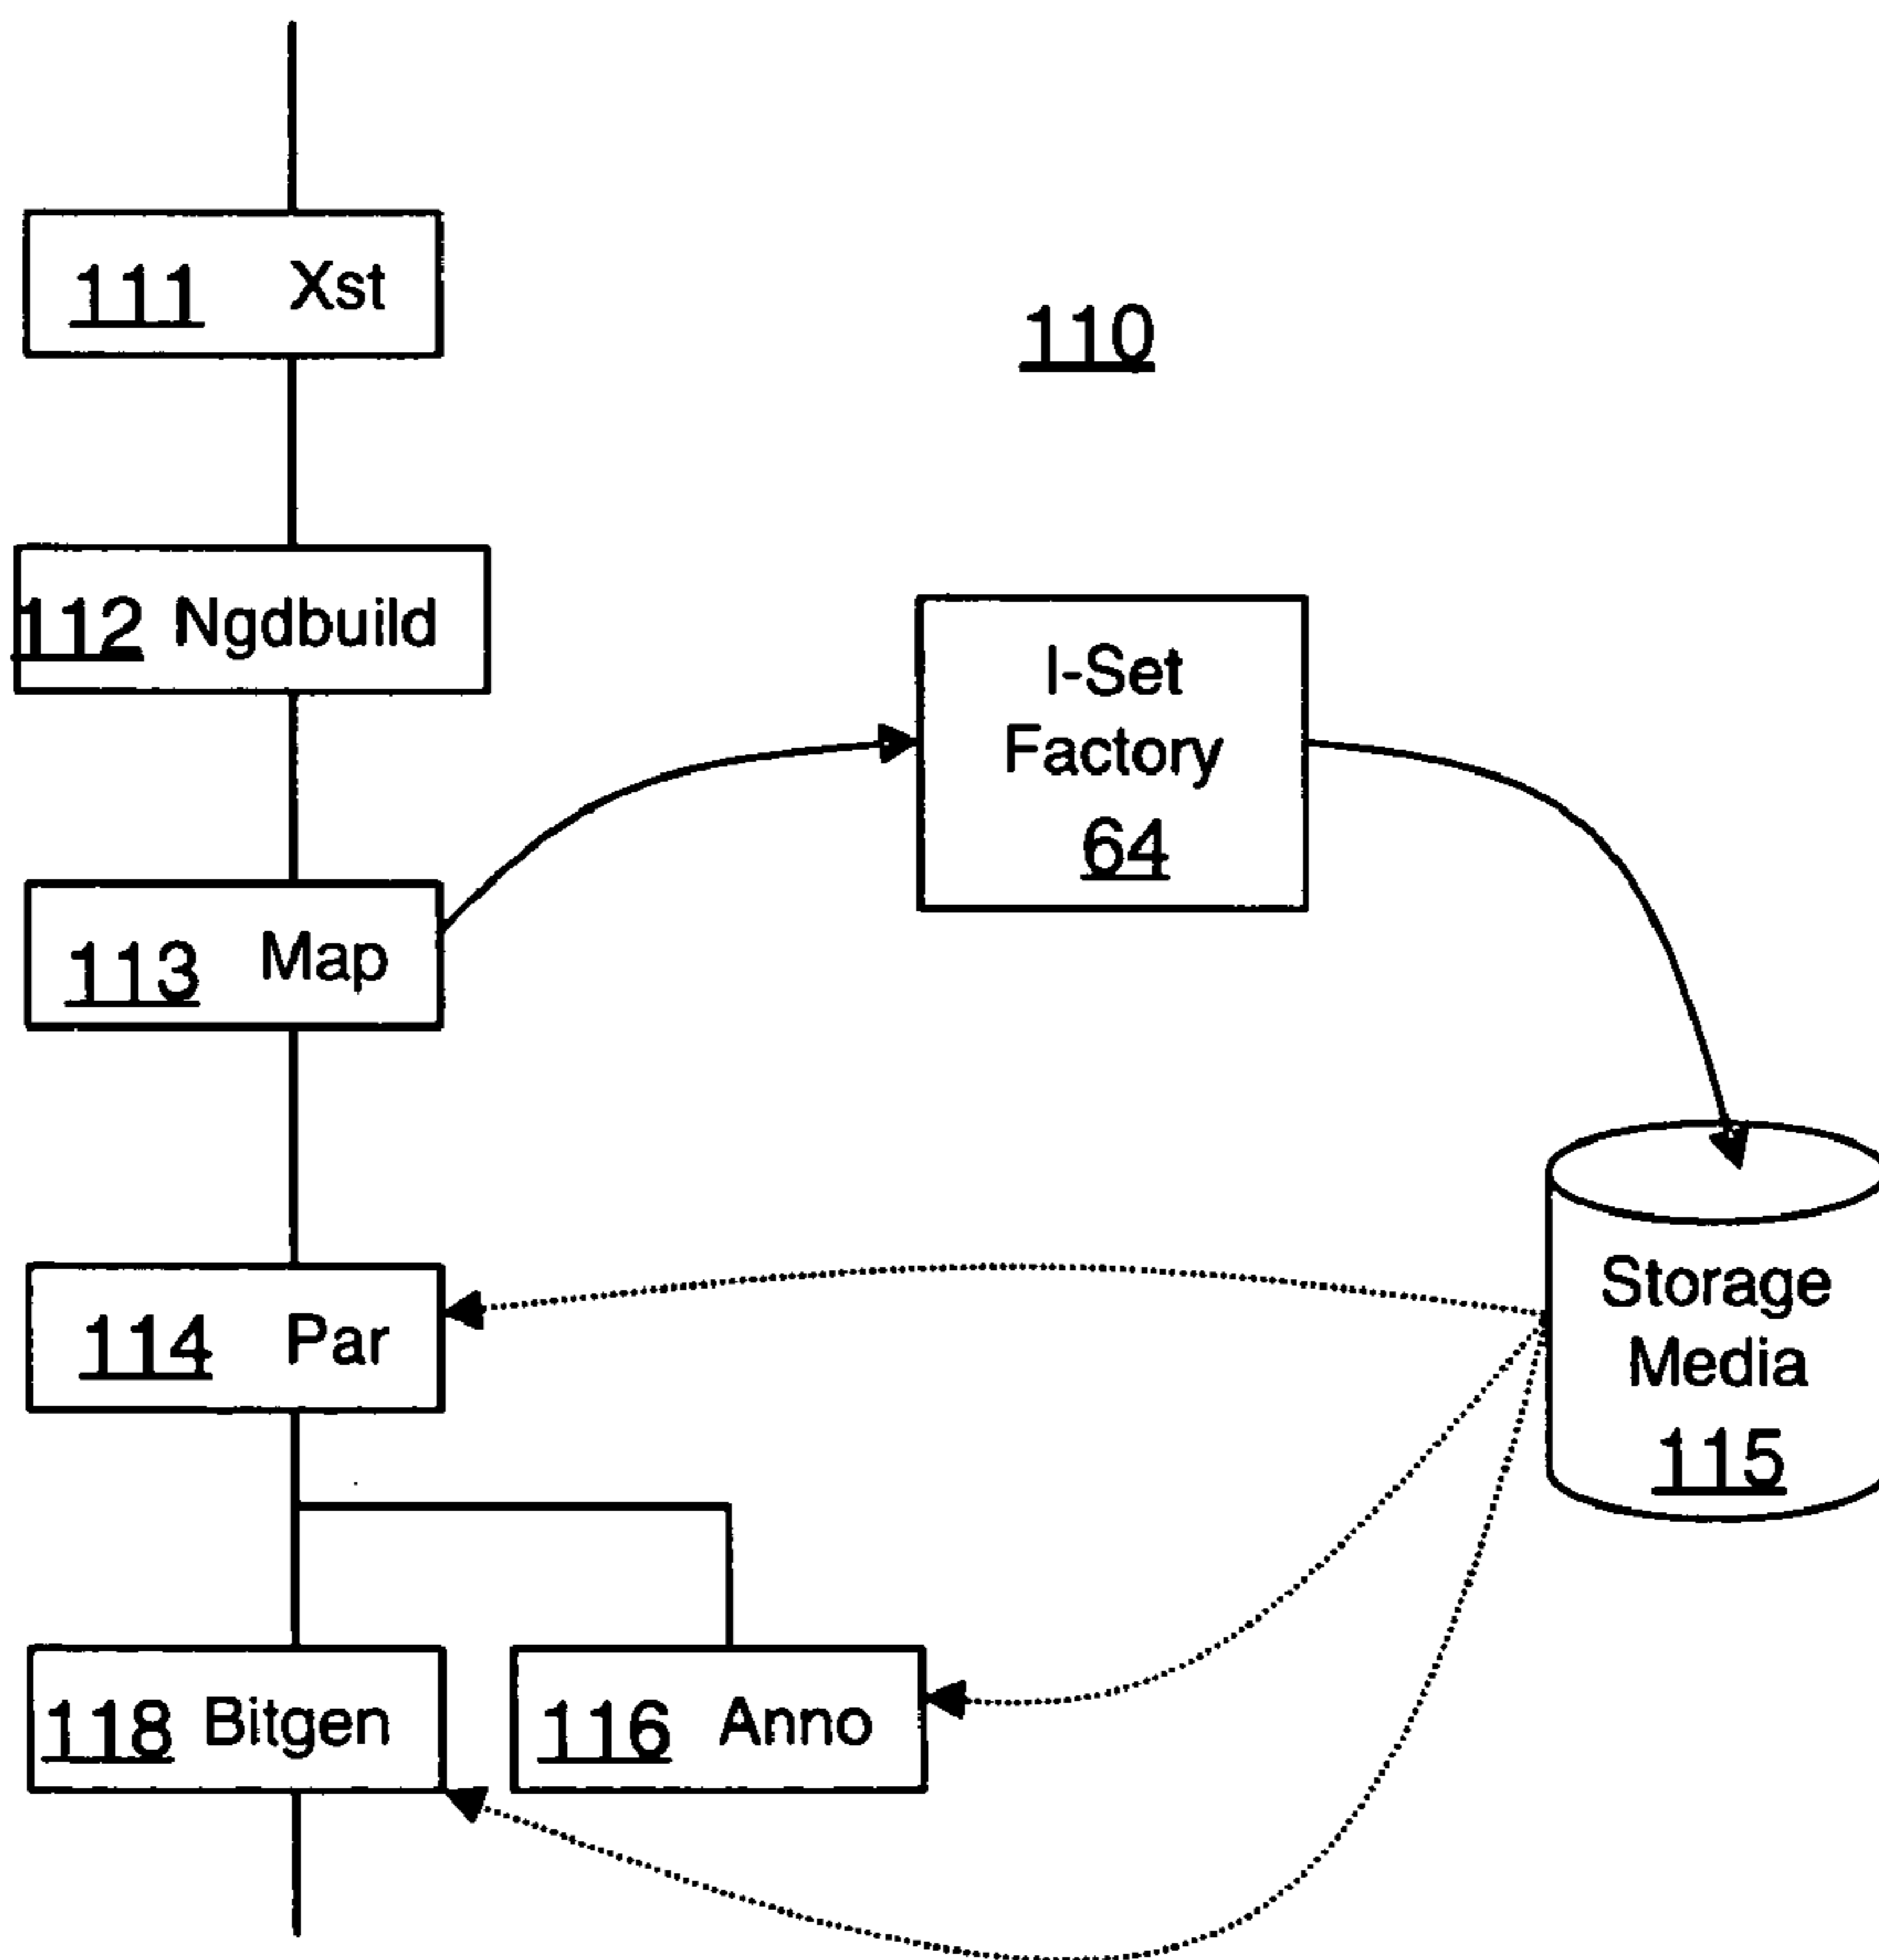 111 Xst
110
112 Ngdbuild
I-Set
Factory
64
113 Map
114 Par
Storage
Media
115
118 Bitgen
116 Anno